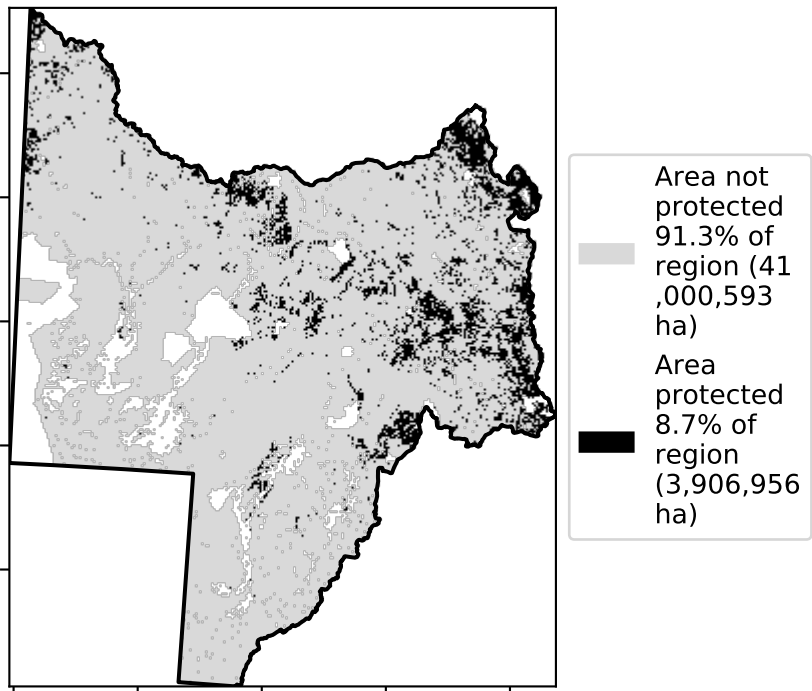 Area not
protected
91.3% of
region (41
,000,593
ha)
Area
protected
8.7% of
region
(3,906,956
ha)